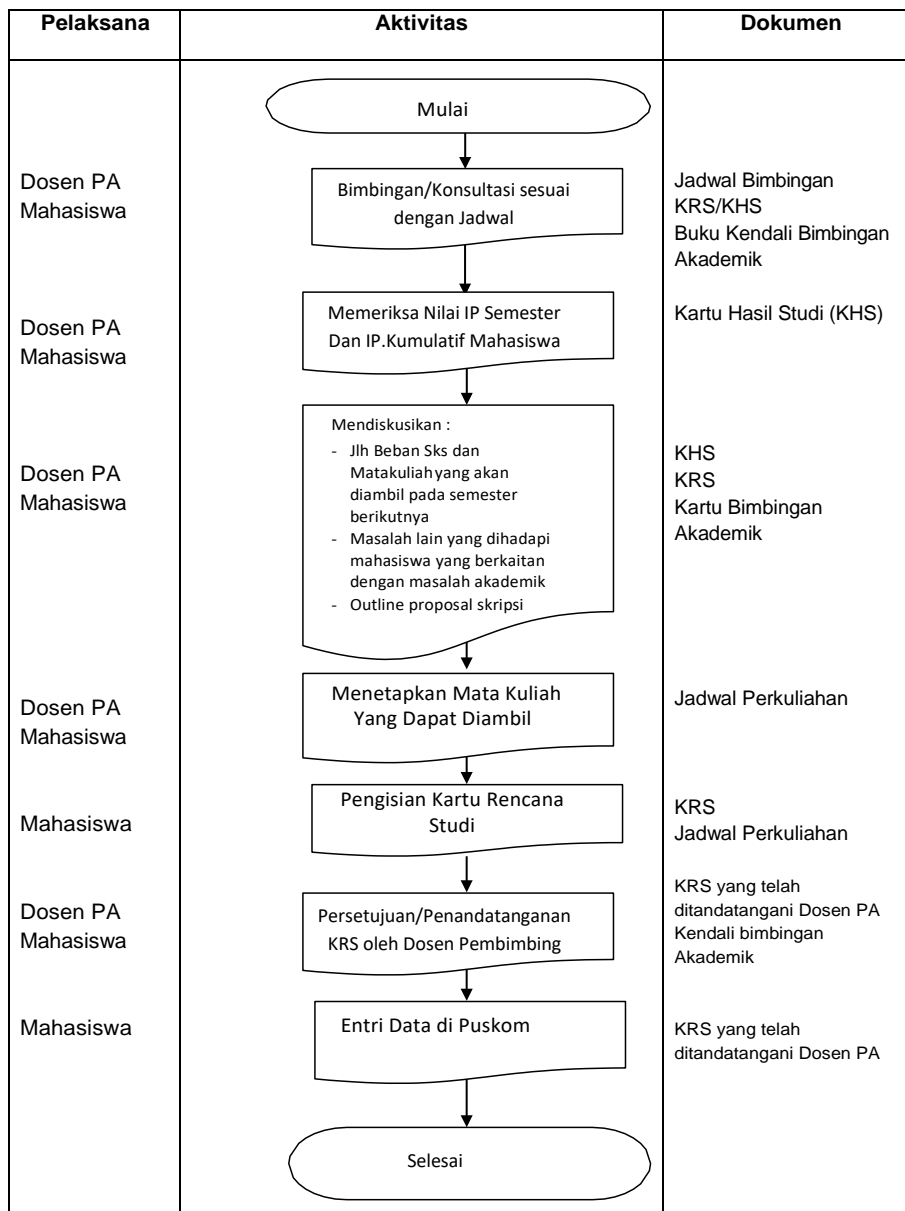 Pelaksana
Aktivitas
Dokumen
Mulai
Dosen PA
Mahasiswa
Bimbingan/Konsultasi sesuai
dengan Jadwal
Jadwal Bimbingan
KRS/KHS
Buku Kendali Bimbingan
Akademik
Dosen PA
Mahasiswa
Memeriksa Nilai IP Semester
Dan IP.Kumulatif Mahasiswa
Kartu Hasil Studi (KHS)
Dosen PA
Mahasiswa
Mendiskusikan :
- Jlh Beban Sks dan
Matakuliah yang akan
diambil pada semester
berikutnya
- Masalah lain yang dihadapi
mahasiswa yang berkaitan
dengan masalah akademik
- Outline proposal skripsi
KHS
KRS
Kartu Bimbingan
Akademik
Dosen PA
Mahasiswa
Menetapkan Mata Kuliah
Yang Dapat Diambil
Jadwal Perkuliahan
Mahasiswa
Pengisian Kartu Rencana
Studi
KRS
Jadwal Perkuliahan
Dosen PA
Mahasiswa
Persetujuan/Penandatanganan
KRS oleh Dosen Pembimbing
KRS yang telah
ditandatangani Dosen PA
Kendali bimbingan
Akademik
Mahasiswa
Entri Data di Puskom
KRS yang telah
ditandatangani Dosen PA
Selesai